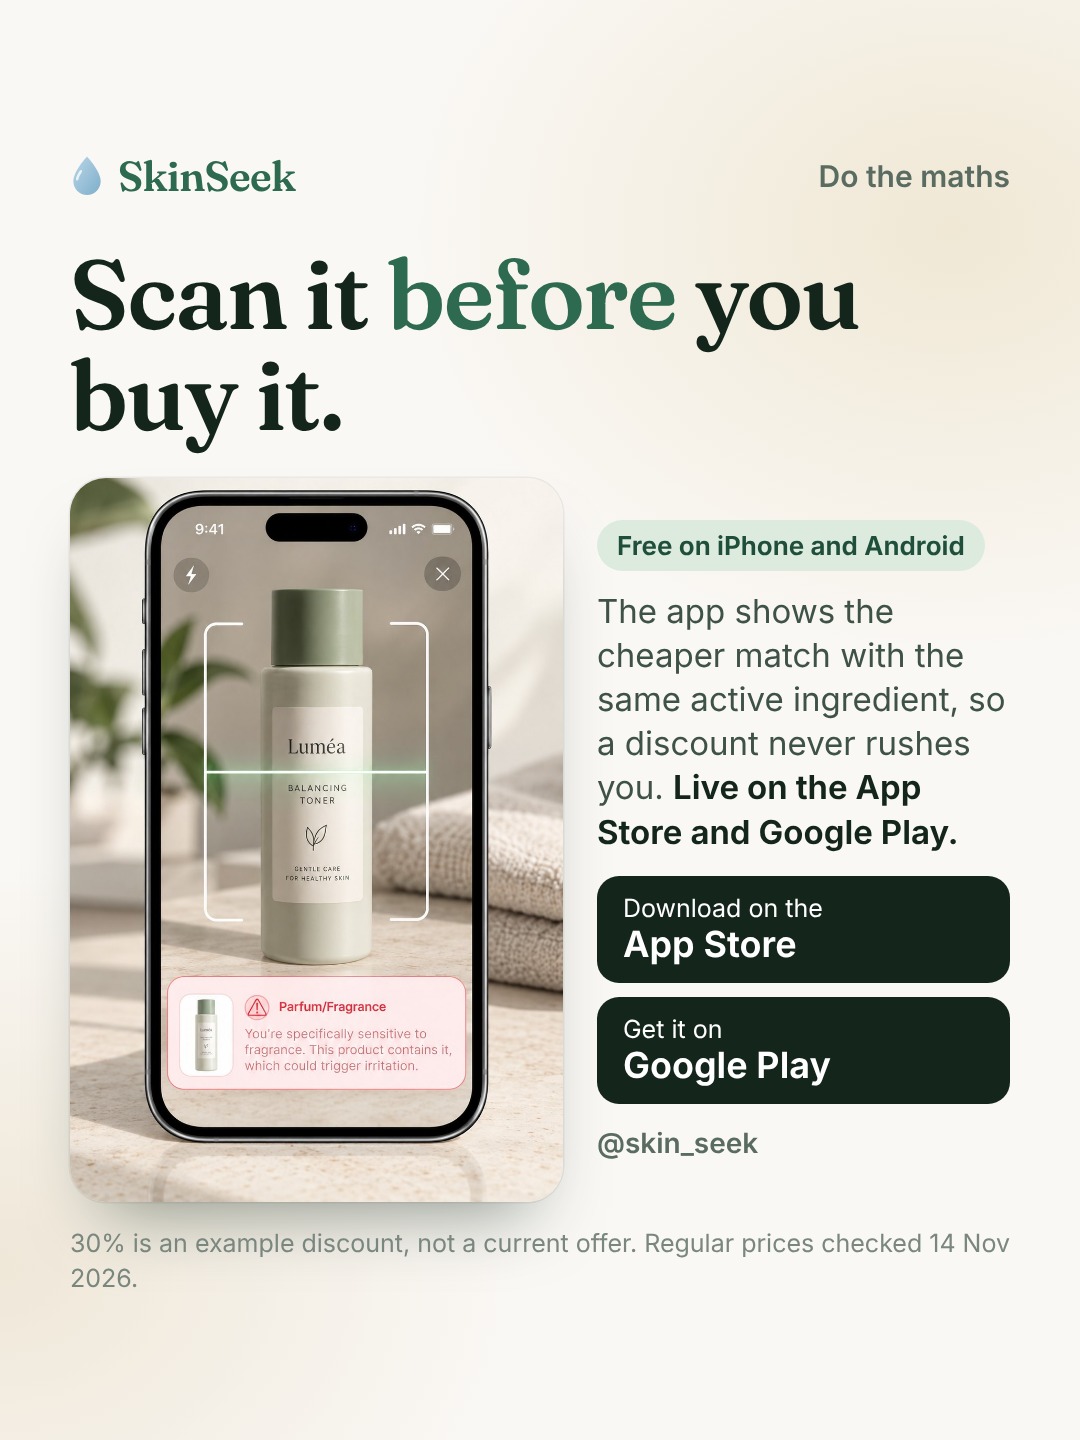 SkinSeek
Do the maths
Scan it before you
buy it.
9:41
Luméa
BALANCING
TONER
GENTLE CARE
FOR HEALTHY SKIN
Parfum/Fragrance
You're specifically sensitive to
fragrance. This product contains it,
which could trigger irritation.
Free on iPhone and Android
The app shows the
cheaper match with the
same active ingredient, so
a discount never rushes
you. Live on the App
Store and Google Play.
Download on the
App Store
Get it on
Google Play
@skin_seek
30% is an example discount, not a current offer. Regular prices checked 14 Nov
2026.